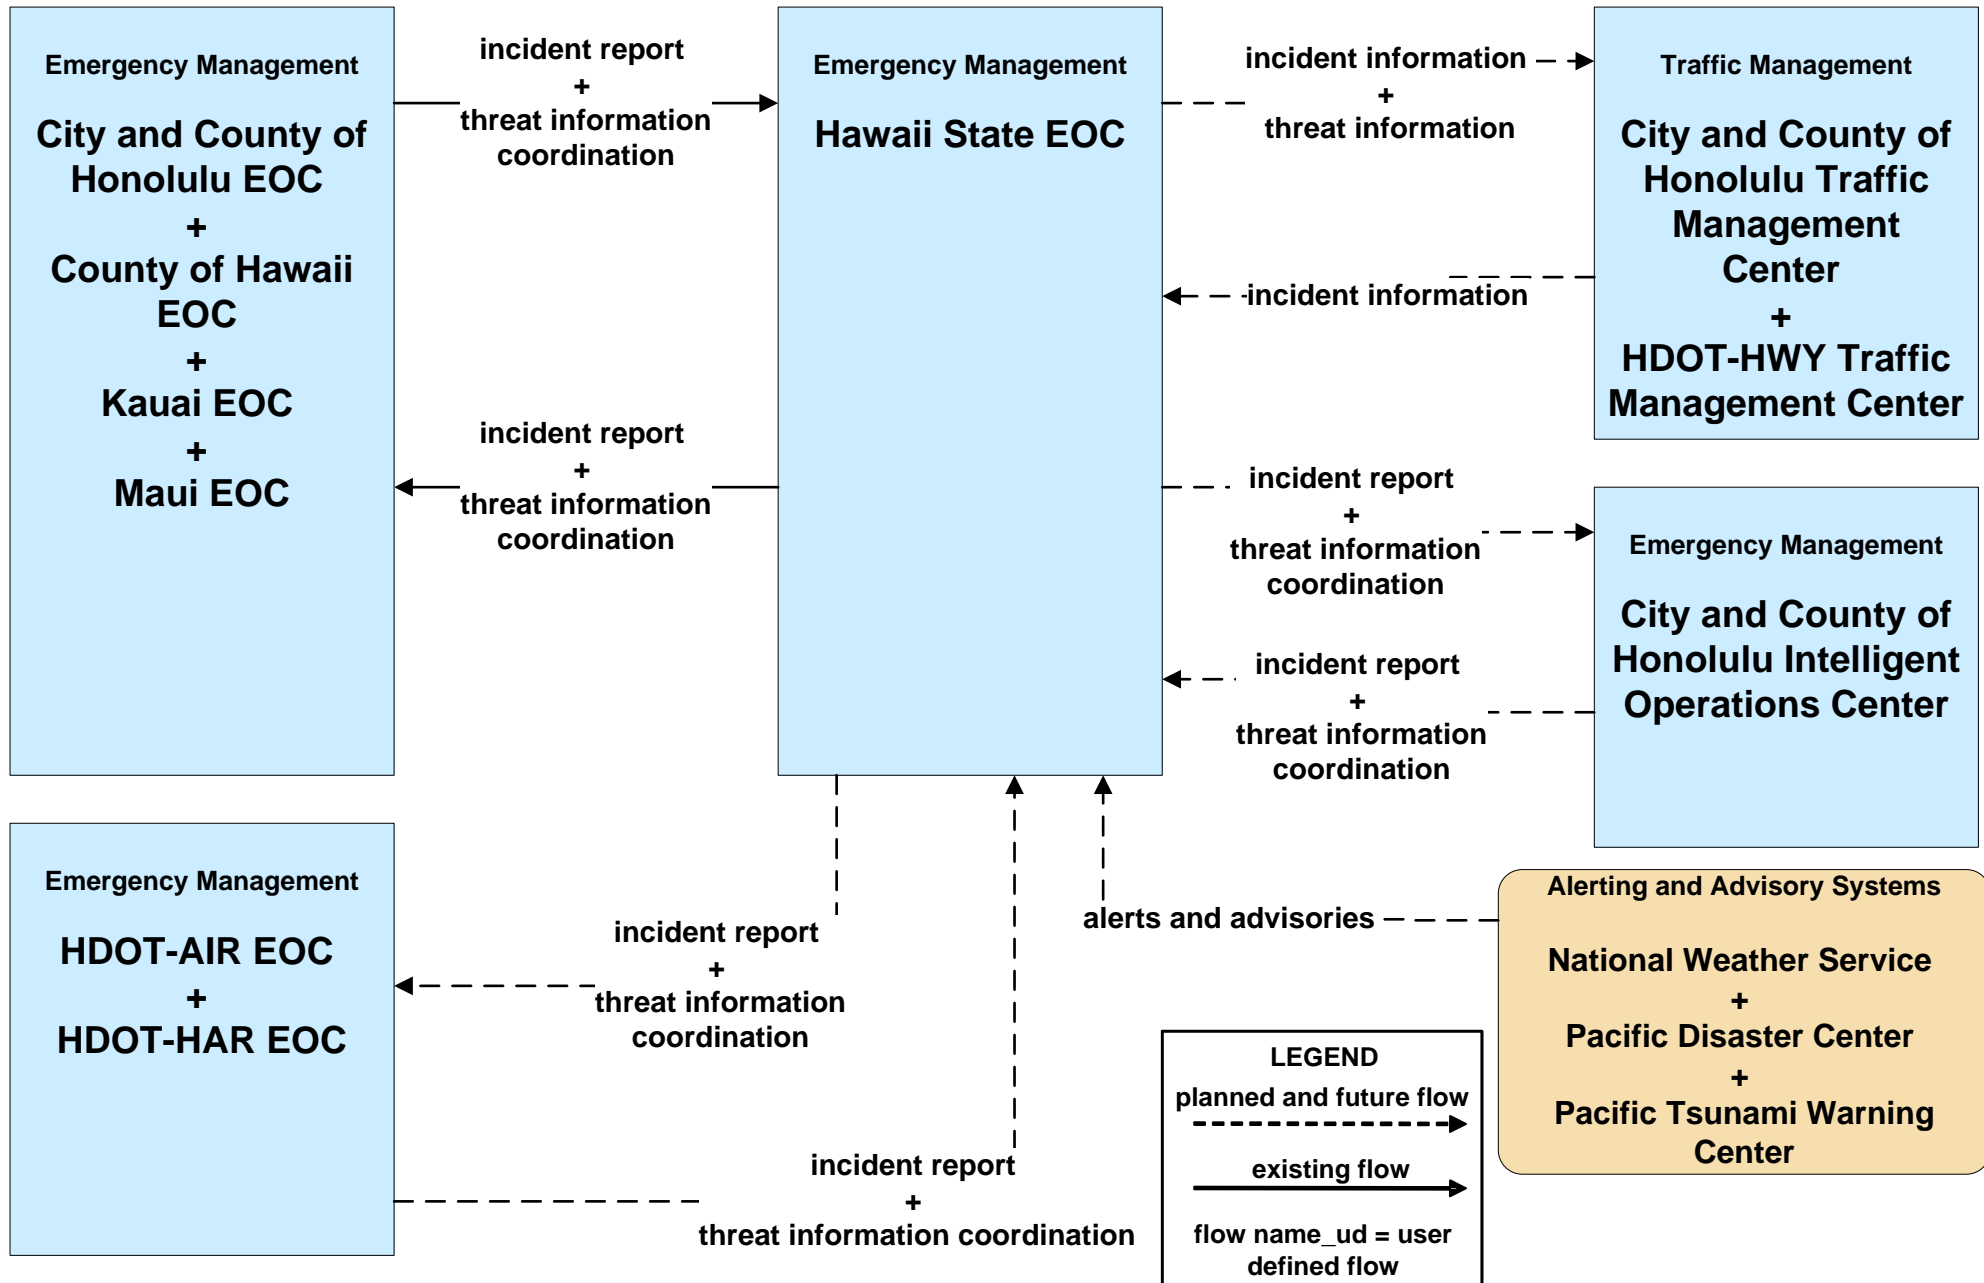 Emergency Management
City and County of
Honolulu EOC
+
County of Hawaii
EOC
+
Kauai EOC
+
Maui EOC
incident report
+
threat information
coordination
incident report
+
threat information
coordination
Emergency Management
Hawaii State EOC
incident information
+
threat information
incident information
Traffic Management
City and County of
Honolulu Traffic
Management
Center
+
HDOT-HWY Traffic
Management Center
incident report
+
threat information
coordination
incident report
+
threat information
coordination
Emergency Management
City and County of
Honolulu Intelligent
Operations Center
Emergency Management
HDOT-AIR EOC
+
HDOT-HAR EOC
incident report
+
threat information
coordination
incident report
+
threat information coordination
alerts and advisories
Alerting and Advisory Systems
National Weather Service
+
Pacific Disaster Center
+
Pacific Tsunami Warning
Center
LEGEND
planned and future flow
existing flow
flow name_ud = user
defined flow